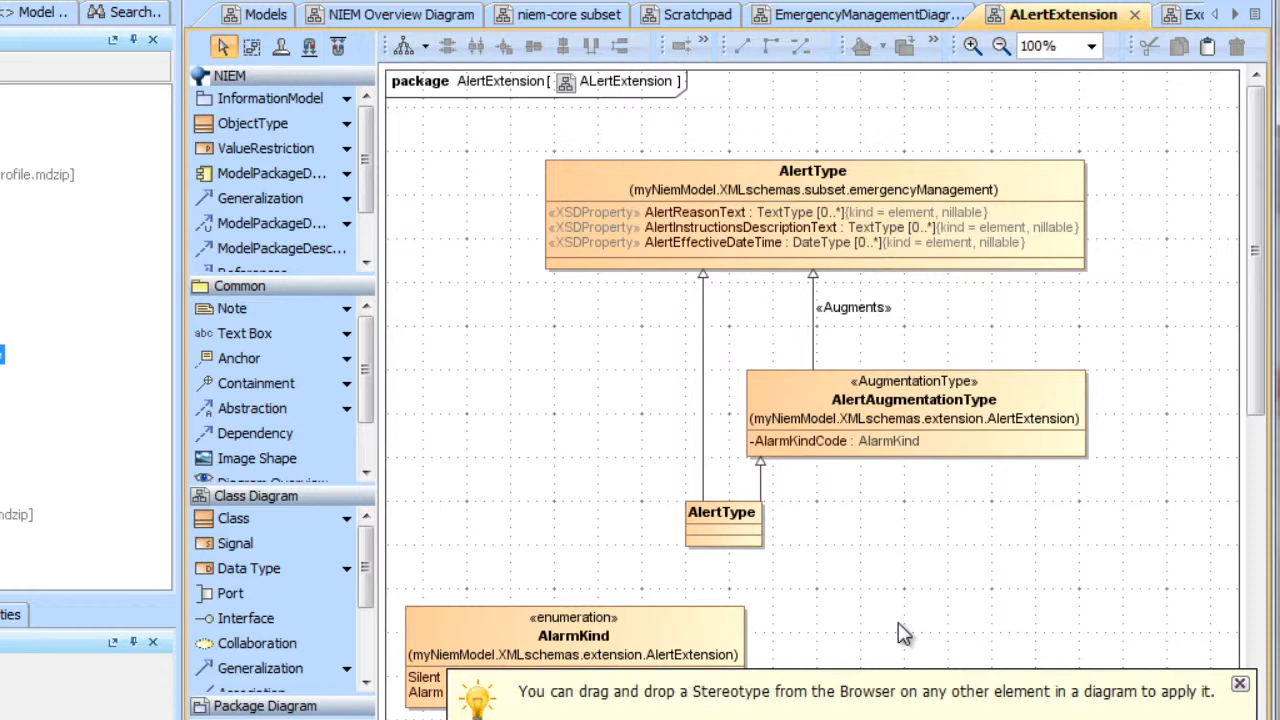 <> Model ..
Search..
Models
NIEM Overview Diagram
niem-core subset
Scratchpad
EmergencyManagementDiagr...
ALertExtension
Exc
100%
NIEM
InformationModel
ObjectType
ValueRestriction
ModelPackageD...
Generalization
ModelPackageD...
ModelPackageDesc...
rofile.mdzip]
Common
Note
abc Text Box
Anchor
Containment
Abstraction
Dependency
Image Shape
Class Diagram
Class
Signal
Data Type
Port
Interface
Collaboration
Generalization
Package Diagram
ndzip]
ties
package AlertExtension[ ALertExtension ]
AlertType
(myNiemModel.XMLschemas.subset.emergencyManagement)
«XSDProperty» AlertReasonText : TextType [0..*]{kind = element, nillable}
«XSDProperty» AlertInstructionsDescriptionText : TextType [0..*]{kind = element, nillable}
«XSDProperty» AlertEffectiveDateTime : DateType [0..*]{kind = element, nillable}
«Augments»
«AugmentationType»
AlertAugmentationType
(myNiemModel.XMLschemas.extension.AlertExtension)
-AlarmKindCode : AlarmKind
AlertType
«enumeration»
AlarmKind
(myNiemModel.XMLschemas.extension.AlertExtension)
Silent
Alarm
You can drag and drop a Stereotype from the Browser on any other element in a diagram to apply it.